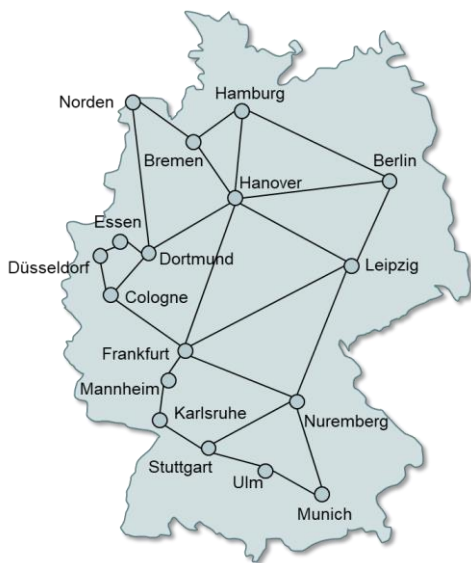 Hamburg
Norden
Bremen
Berlin
Hanover
Essen
Dortmund
Düsseldorf
Leipzig
Cologne
Frankfurt
Mannheim
Karlsruhe
Nuremberg
Stuttgart
Ulm
Munich